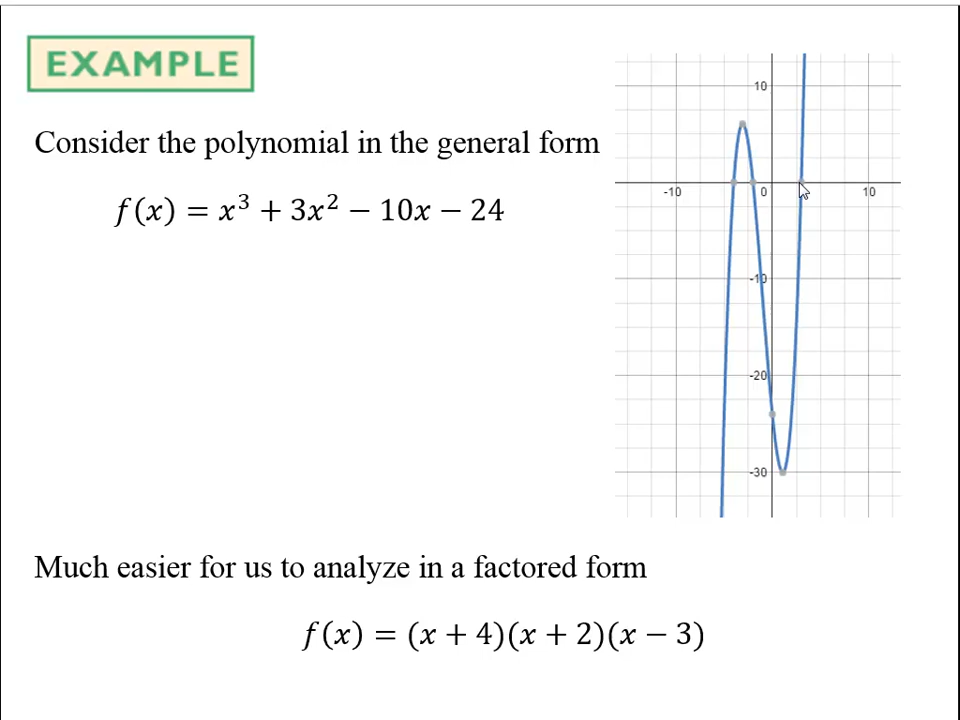 EXAMPLE
Consider the polynomial in the general form
f(x) = x³ + 3x² − 10x − 24
10
-10 0 10
-10
-20
-30
Much easier for us to analyze in a factored form
f(x) = (x + 4)(x + 2)(x − 3)